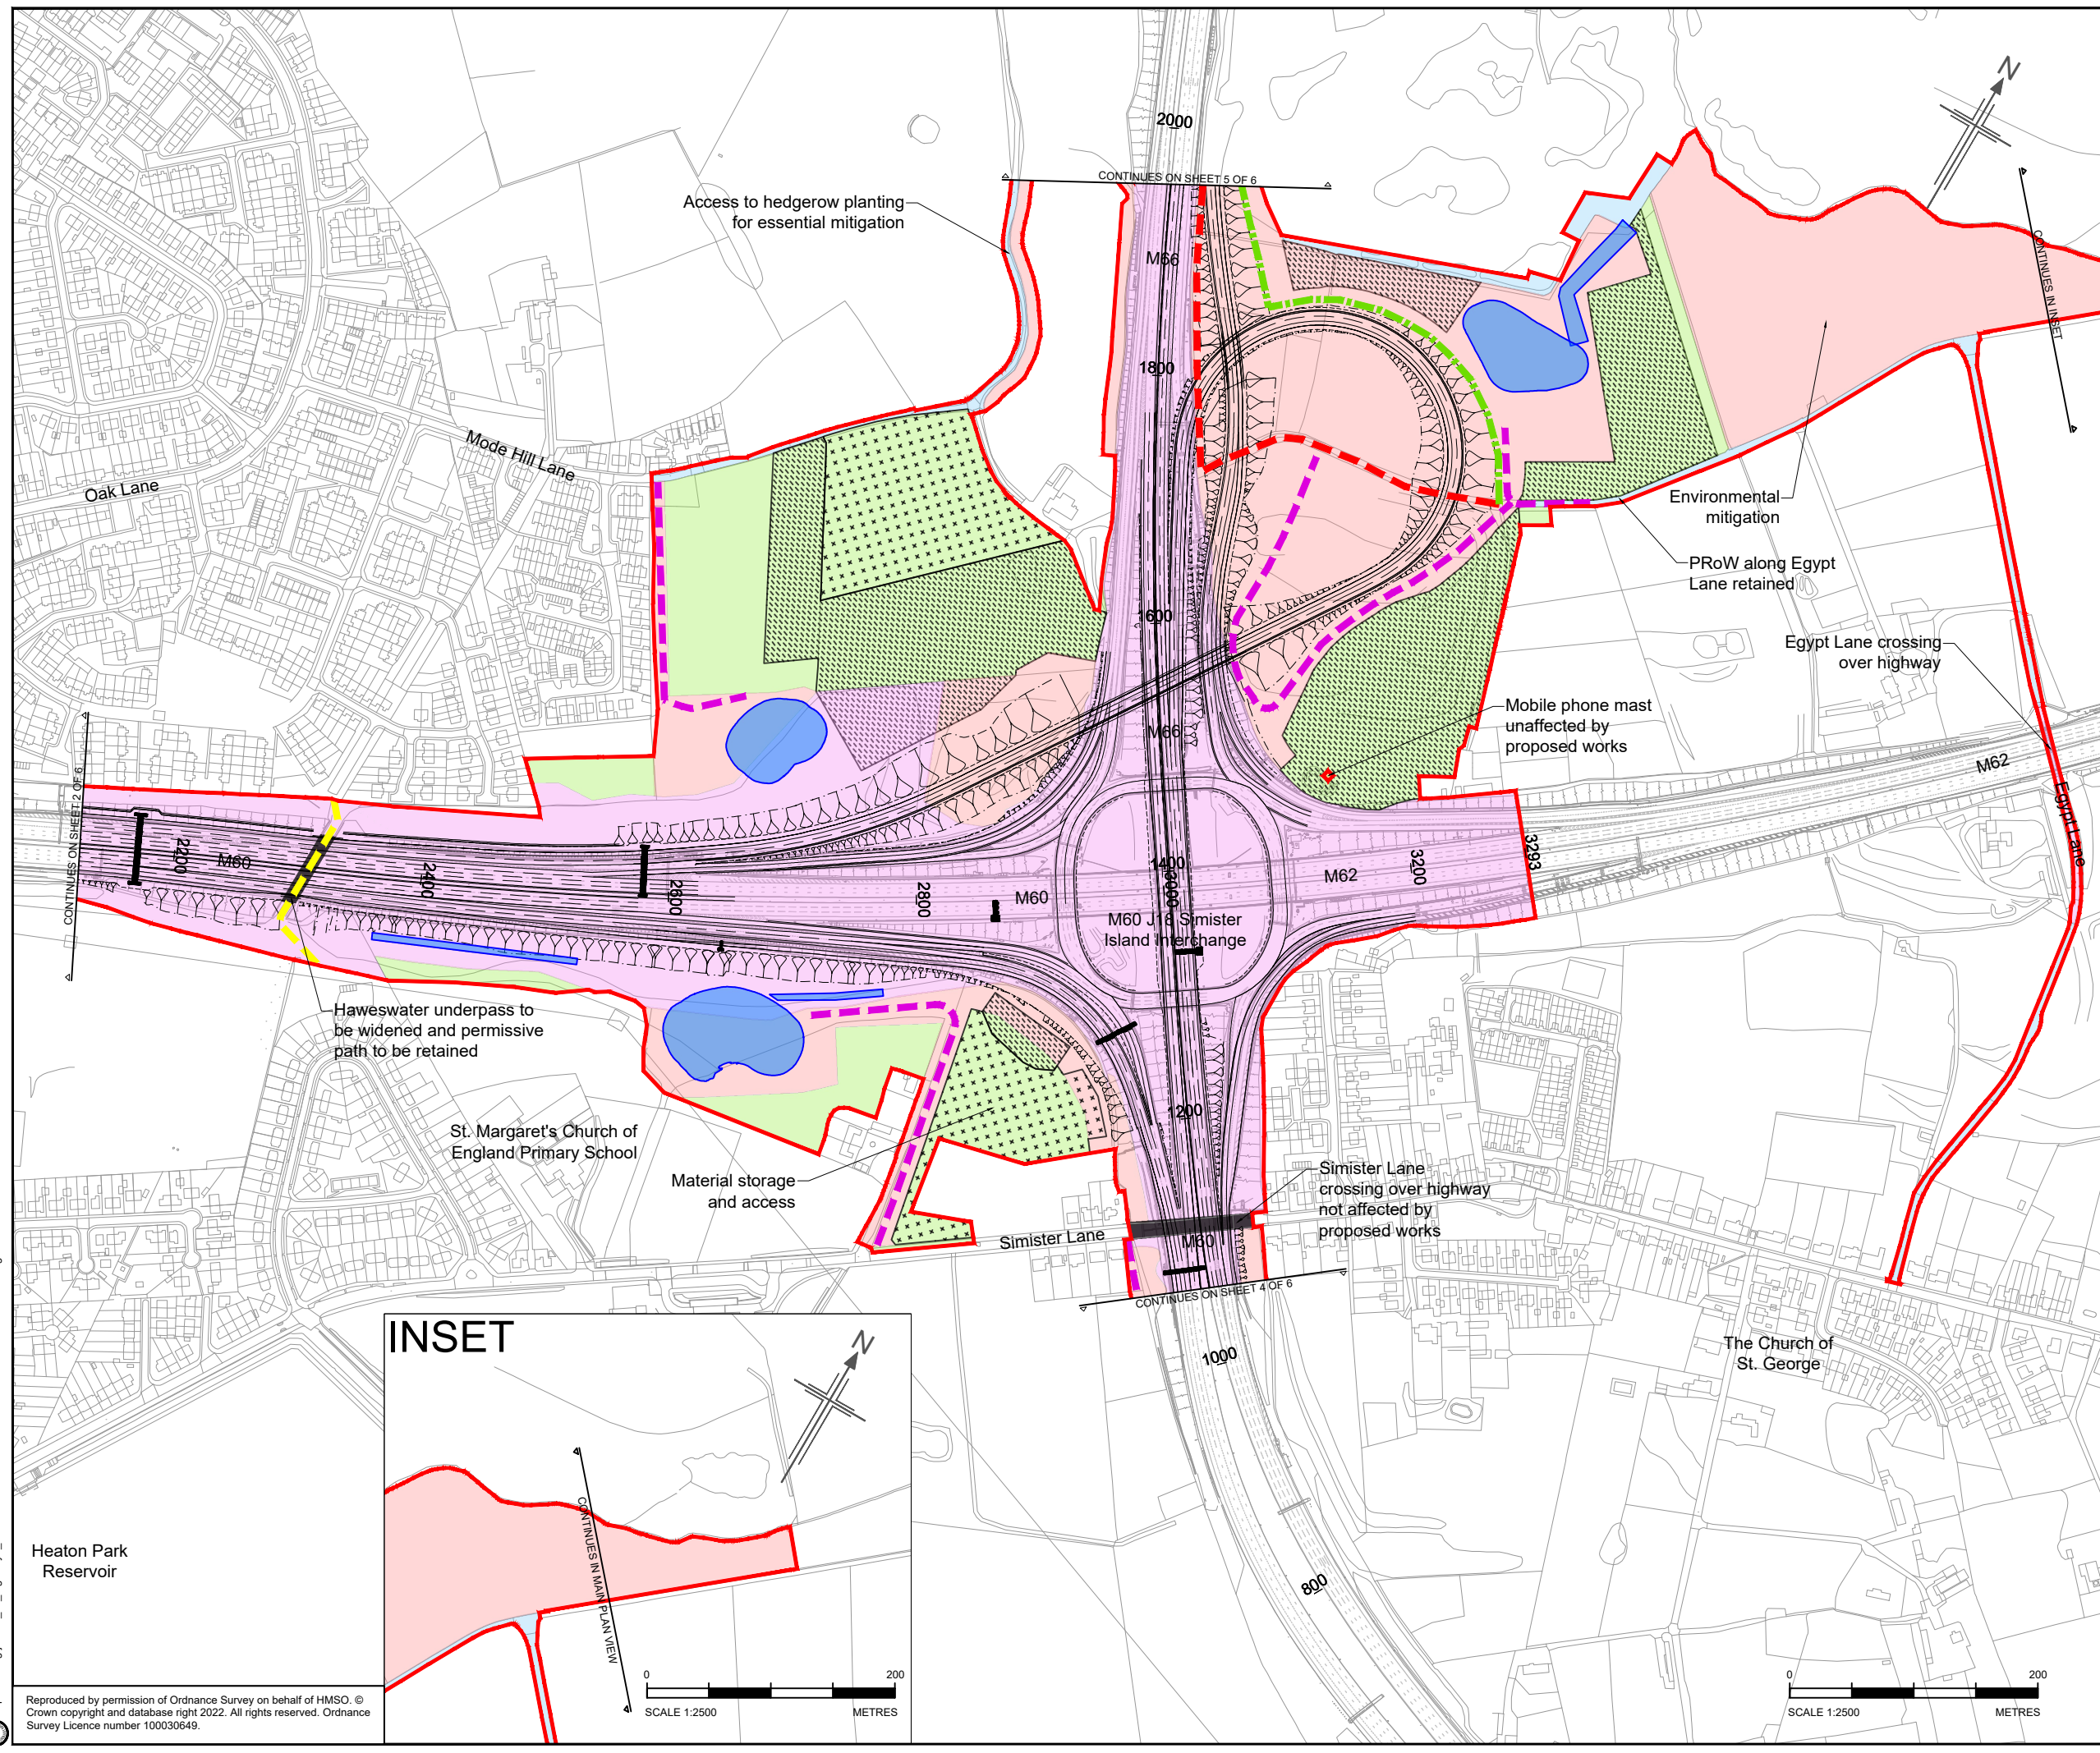 2000
N
CONTINUES ON SHEET 5 OF 6
Access to hedgerow planting
for essential mitigation
M66
CONTINUES IN INSET
1800
Mode Hill Lane
Oak Lane
Environmental
mitigation
PRoW along Egypt
Lane retained
1600
Egypt Lane crossing
over highway
Mobile phone mast
unaffected by
proposed works
M66
M62
Egypt Lane
CONTINUES ON SHEET 2 OF 6
2200
M60
2400
2600
2800
M60
1400
3000
M62
3200
3293
M60 J18 Simister
Island Interchange
Haweswater underpass to
be widened and permissive
path to be retained
St. Margaret's Church of
England Primary School
1200
Material storage
and access
Simister Lane
crossing over highway
not affected by
proposed works
Simister Lane
M60
CONTINUES ON SHEET 4 OF 6
1000
The Church of
St. George
800
INSET
N
CONTINUES IN MAIN PLAN VIEW
Heaton Park
Reservoir
0
200
SCALE 1:2500
METRES
0
200
SCALE 1:2500
METRES
Reproduced by permission of Ordnance Survey on behalf of HMSO. ©
Crown copyright and database right 2022. All rights reserved. Ordnance
Survey Licence number 100030649.